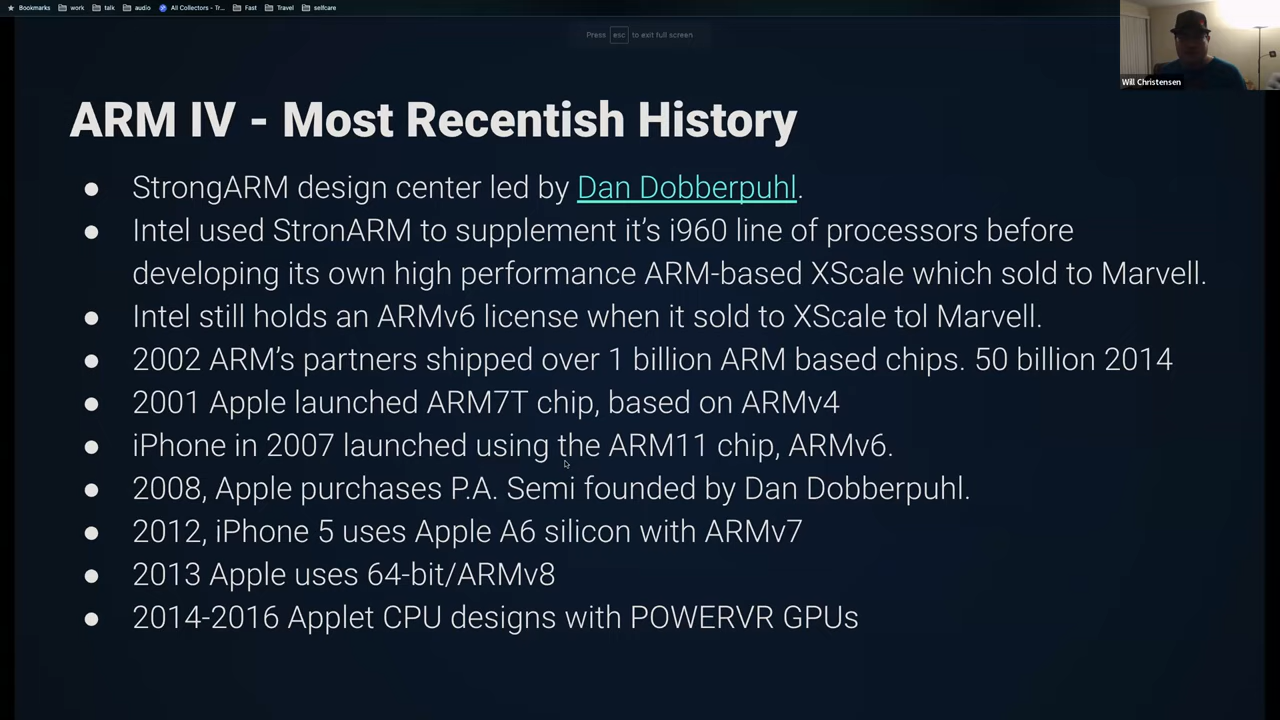 Bookmarks work talk audio All Collectors - Tr... Fast Travel selfcare
Press esc to exit full screen
Will Christensen
ARM IV - Most Recentish History
● StrongARM design center led by Dan Dobberpuhl.
● Intel used StronARM to supplement it's i960 line of processors before
developing its own high performance ARM-based XScale which sold to Marvell.
● Intel still holds an ARMv6 license when it sold to XScale tol Marvell.
● 2002 ARM's partners shipped over 1 billion ARM based chips. 50 billion 2014
● 2001 Apple launched ARM7T chip, based on ARMv4
● iPhone in 2007 launched using the ARM11 chip, ARMv6.
● 2008, Apple purchases P.A. Semi founded by Dan Dobberpuhl.
● 2012, iPhone 5 uses Apple A6 silicon with ARMv7
● 2013 Apple uses 64-bit/ARMv8
● 2014-2016 Applet CPU designs with POWERVR GPUs